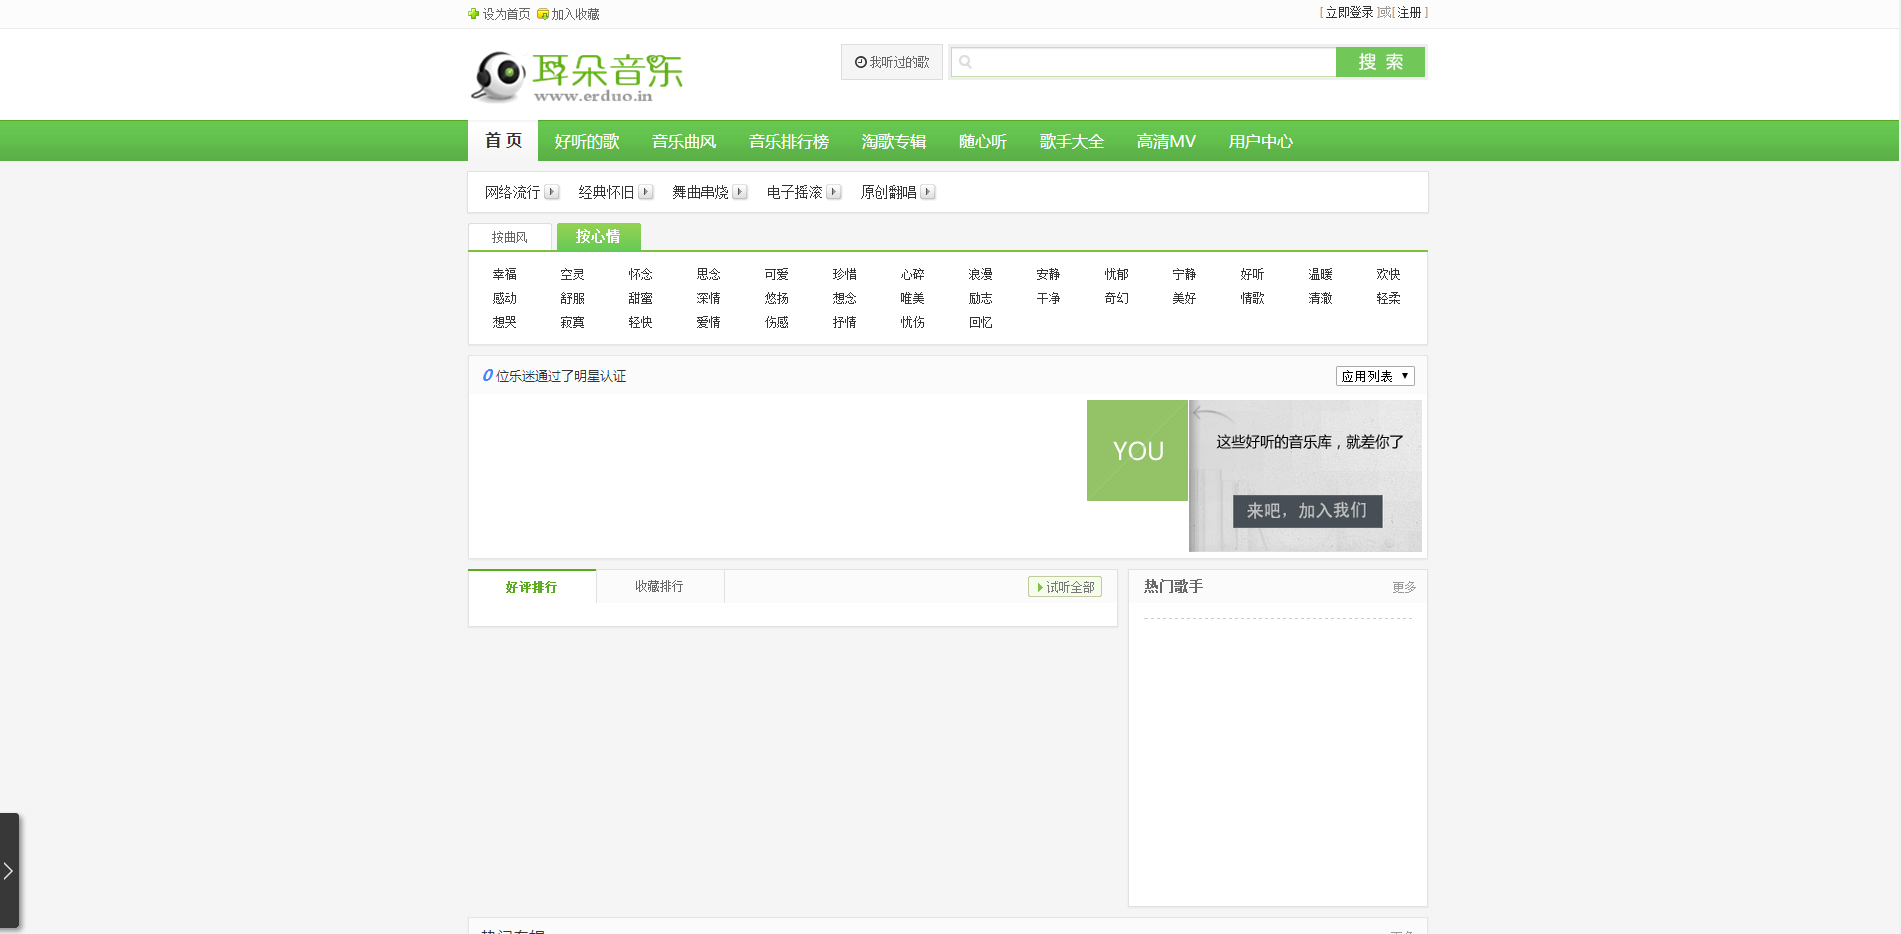 设为首页 加入收藏 [ 立即登录 ]或[ 注册 ]
耳朵音乐
www.erduo.in
我听过的歌 搜 索
首 页 好听的歌 音乐曲风 音乐排行榜 淘歌专辑 随心听 歌手大全 高清MV 用户中心
网络流行 经典怀旧 舞曲串烧 电子摇滚 原创翻唱
按曲风 按心情
幸福 空灵 怀念 思念 可爱 珍惜 心碎 浪漫 安静 忧郁 宁静 好听 温暖 欢快
感动 舒服 甜蜜 深情 悠扬 想念 唯美 励志 干净 奇幻 美好 情歌 清澈 轻柔
想哭 寂寞 轻快 爱情 伤感 抒情 忧伤 回忆
0 位乐迷通过了明星认证 应用列表
YOU
这些好听的音乐库，就差你了
来吧，加入我们
好评排行 收藏排行 试听全部
热门歌手 更多